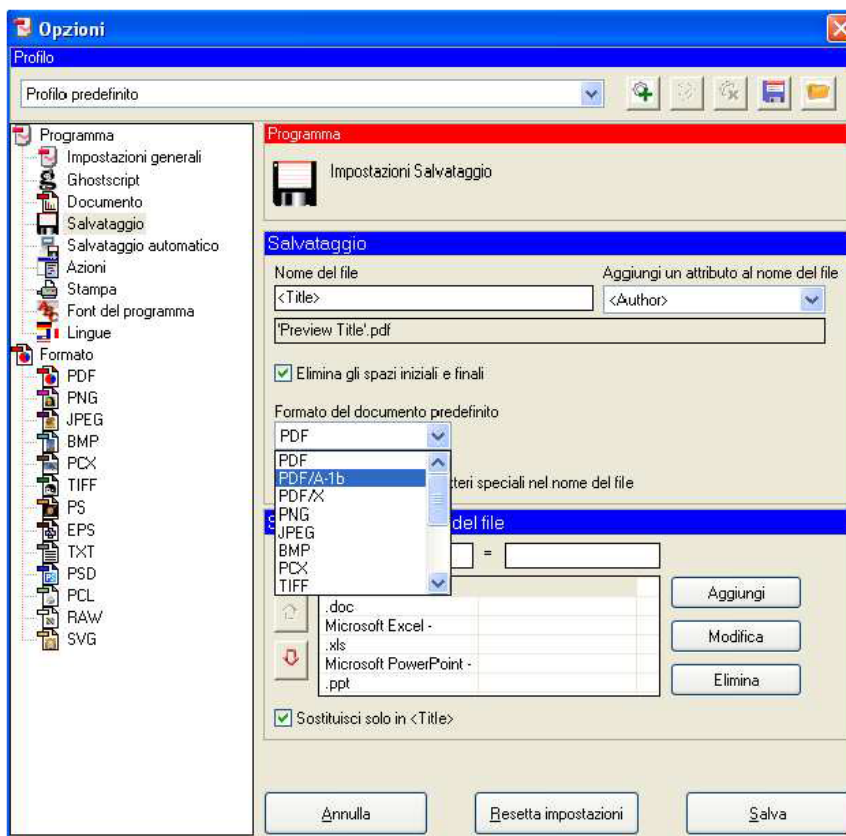 Opzioni
Profilo
Profilo predefinito
Programma
Impostazioni generali
Ghostscript
Documento
Salvataggio
Salvataggio automatico
Azioni
Stampa
Font del programma
Lingue
Formato
PDF
PNG
JPEG
BMP
PCX
TIFF
PS
EPS
TXT
PSD
PCL
RAW
SVG
Programma
Impostazioni Salvataggio
Salvataggio
Nome del file
Aggiungi un attributo al nome del file
<Title>
<Author>
'Preview Title'.pdf
Elimina gli spazi iniziali e finali
Formato del documento predefinito
PDF
PDF
PDF/A-1b
PDF/X
PNG
JPEG
BMP
PCX
TIFF
speciali nel nome del file
del file
=
.doc
Microsoft Excel -
.xls
Microsoft PowerPoint -
.ppt
Aggiungi
Modifica
Elimina
Sostituisci solo in <Title>
Annulla
Resetta impostazioni
Salva